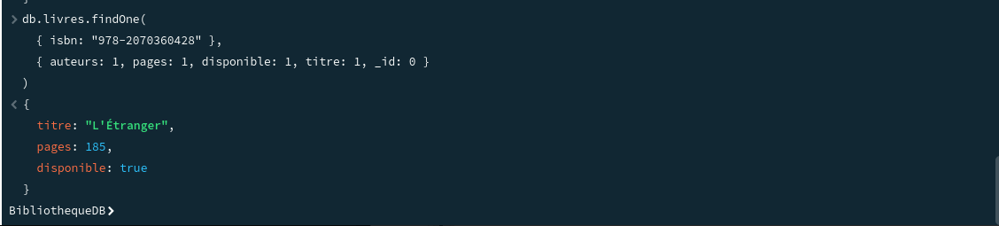 > db.livres.findOne(
{ isbn: "978-2070360428" },
{ auteurs: 1, pages: 1, disponible: 1, titre: 1, _id: 0 }
)
< {
titre: "L'Étranger",
pages: 185,
disponible: true
}
BibliothequeDB>